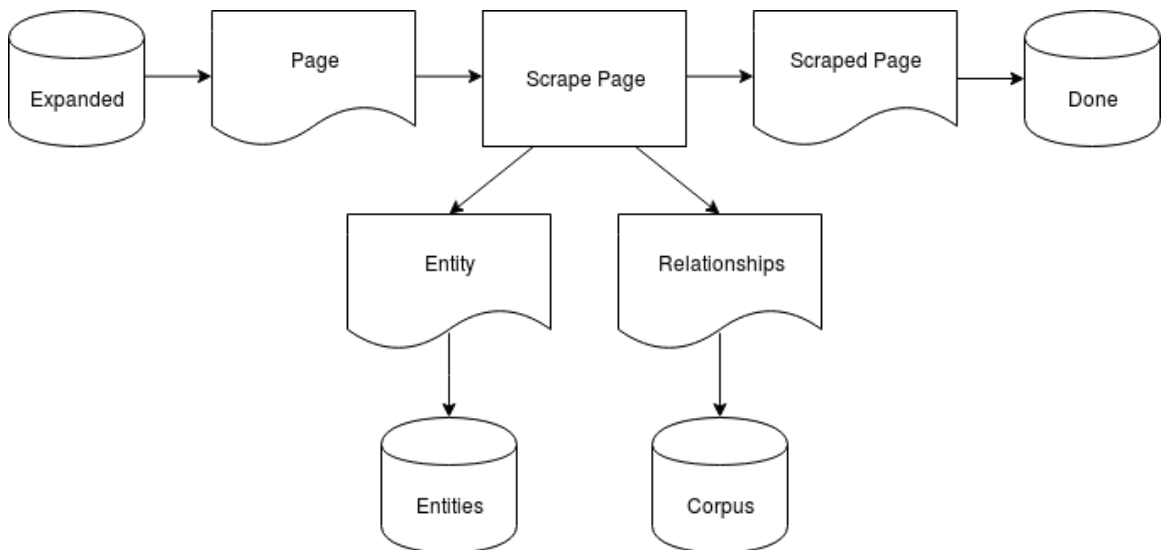 Expanded
Page
Scrape Page
Scraped Page
Done
Entity
Relationships
Entities
Corpus